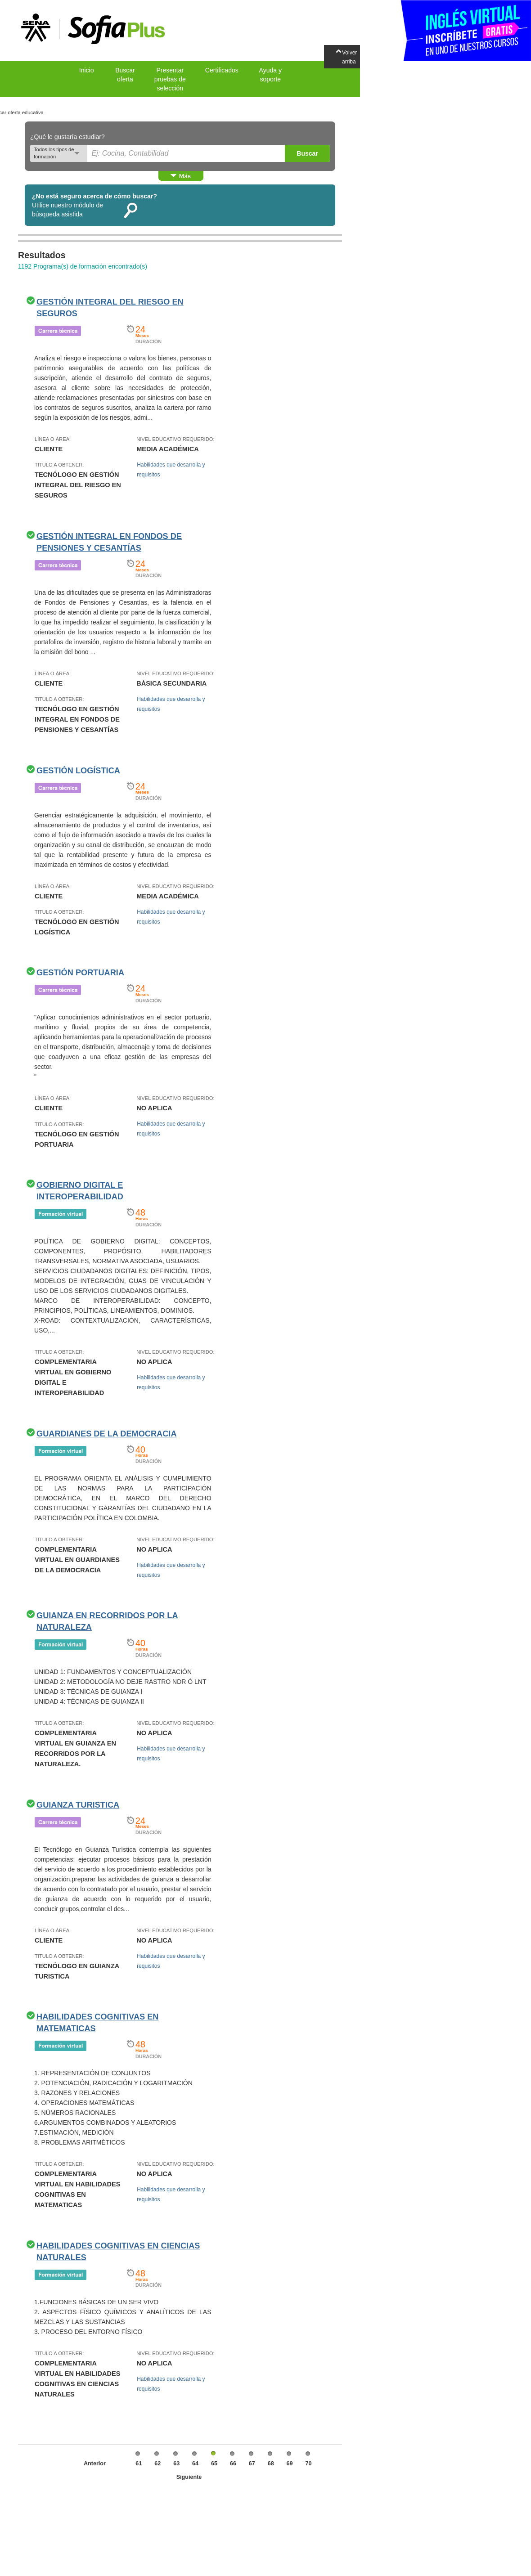 SENA
Sofia Plus
INGLÉS VIRTUAL
INSCRÍBETE GRATIS
EN UNO DE NUESTROS CURSOS
Volver
arriba
Inicio
Buscar
oferta
Presentar
pruebas de
selección
Certificados
Ayuda y
soporte
car oferta educativa
¿Qué le gustaría estudiar?
Todos los tipos de
formación
Ej: Cocina, Contabilidad
Buscar
Más
¿No está seguro acerca de cómo buscar?
Utilice nuestro módulo de
búsqueda asistida
Resultados
1192 Programa(s) de formación encontrado(s)
GESTIÓN INTEGRAL DEL RIESGO EN
SEGUROS
Carrera técnica
24
Meses
DURACIÓN
Analiza el riesgo e inspecciona o valora los bienes, personas o
patrimonio asegurables de acuerdo con las políticas de
suscripción, atiende el desarrollo del contrato de seguros,
asesora al cliente sobre las necesidades de protección,
atiende reclamaciones presentadas por siniestros con base en
los contratos de seguros suscritos, analiza la cartera por ramo
según la exposición de los riesgos, admi...
LÍNEA O ÁREA:
CLIENTE
NIVEL EDUCATIVO REQUERIDO:
MEDIA ACADÉMICA
TITULO A OBTENER:
TECNÓLOGO EN GESTIÓN
INTEGRAL DEL RIESGO EN
SEGUROS
Habilidades que desarrolla y
requisitos
GESTIÓN INTEGRAL EN FONDOS DE
PENSIONES Y CESANTÍAS
Carrera técnica
24
Meses
DURACIÓN
Una de las dificultades que se presenta en las Administradoras
de Fondos de Pensiones y Cesantías, es la falencia en el
proceso de atención al cliente por parte de la fuerza comercial,
lo que ha impedido realizar el seguimiento, la clasificación y la
orientación de los usuarios respecto a la información de los
portafolios de inversión, registro de historia laboral y tramite en
la emisión del bono ...
LÍNEA O ÁREA:
CLIENTE
NIVEL EDUCATIVO REQUERIDO:
BÁSICA SECUNDARIA
TITULO A OBTENER:
TECNÓLOGO EN GESTIÓN
INTEGRAL EN FONDOS DE
PENSIONES Y CESANTÍAS
Habilidades que desarrolla y
requisitos
GESTIÓN LOGÍSTICA
Carrera técnica
24
Meses
DURACIÓN
Gerenciar estratégicamente la adquisición, el movimiento, el
almacenamiento de productos y el control de inventarios, así
como el flujo de información asociado a través de los cuales la
organización y su canal de distribución, se encauzan de modo
tal que la rentabilidad presente y futura de la empresa es
maximizada en términos de costos y efectividad.
LÍNEA O ÁREA:
CLIENTE
NIVEL EDUCATIVO REQUERIDO:
MEDIA ACADÉMICA
TITULO A OBTENER:
TECNÓLOGO EN GESTIÓN
LOGÍSTICA
Habilidades que desarrolla y
requisitos
GESTIÓN PORTUARIA
Carrera técnica
24
Meses
DURACIÓN
"Aplicar conocimientos administrativos en el sector portuario,
marítimo y fluvial, propios de su área de competencia,
aplicando herramientas para la operacionalización de procesos
en el transporte, distribución, almacenaje y toma de decisiones
que coadyuven a una eficaz gestión de las empresas del
sector.
"
LÍNEA O ÁREA:
CLIENTE
NIVEL EDUCATIVO REQUERIDO:
NO APLICA
TITULO A OBTENER:
TECNÓLOGO EN GESTIÓN
PORTUARIA
Habilidades que desarrolla y
requisitos
GOBIERNO DIGITAL E
INTEROPERABILIDAD
Formación virtual
48
Horas
DURACIÓN
POLÍTICA DE GOBIERNO DIGITAL: CONCEPTOS,
COMPONENTES, PROPÓSITO, HABILITADORES
TRANSVERSALES, NORMATIVA ASOCIADA, USUARIOS.
SERVICIOS CIUDADANOS DIGITALES: DEFINICIÓN, TIPOS,
MODELOS DE INTEGRACIÓN, GUAS DE VINCULACIÓN Y
USO DE LOS SERVICIOS CIUDADANOS DIGITALES.
MARCO DE INTEROPERABILIDAD: CONCEPTO,
PRINCIPIOS, POLÍTICAS, LINEAMIENTOS, DOMINIOS.
X-ROAD: CONTEXTUALIZACIÓN, CARACTERÍSTICAS,
USO,...
TITULO A OBTENER:
COMPLEMENTARIA
VIRTUAL EN GOBIERNO
DIGITAL E
INTEROPERABILIDAD
NIVEL EDUCATIVO REQUERIDO:
NO APLICA
Habilidades que desarrolla y
requisitos
GUARDIANES DE LA DEMOCRACIA
Formación virtual
40
Horas
DURACIÓN
EL PROGRAMA ORIENTA EL ANÁLISIS Y CUMPLIMIENTO
DE LAS NORMAS PARA LA PARTICIPACIÓN
DEMOCRÁTICA, EN EL MARCO DEL DERECHO
CONSTITUCIONAL Y GARANTÍAS DEL CIUDADANO EN LA
PARTICIPACIÓN POLÍTICA EN COLOMBIA.
TITULO A OBTENER:
COMPLEMENTARIA
VIRTUAL EN GUARDIANES
DE LA DEMOCRACIA
NIVEL EDUCATIVO REQUERIDO:
NO APLICA
Habilidades que desarrolla y
requisitos
GUIANZA EN RECORRIDOS POR LA
NATURALEZA
Formación virtual
40
Horas
DURACIÓN
UNIDAD 1: FUNDAMENTOS Y CONCEPTUALIZACIÓN
UNIDAD 2: METODOLOGÍA NO DEJE RASTRO NDR Ó LNT
UNIDAD 3: TÉCNICAS DE GUIANZA I
UNIDAD 4: TÉCNICAS DE GUIANZA II
TITULO A OBTENER:
COMPLEMENTARIA
VIRTUAL EN GUIANZA EN
RECORRIDOS POR LA
NATURALEZA.
NIVEL EDUCATIVO REQUERIDO:
NO APLICA
Habilidades que desarrolla y
requisitos
GUIANZA TURISTICA
Carrera técnica
24
Meses
DURACIÓN
El Tecnólogo en Guianza Turística contempla las siguientes
competencias: ejecutar procesos básicos para la prestación
del servicio de acuerdo a los procedimiento establecidos por la
organización,preparar las actividades de guianza a desarrollar
de acuerdo con lo contratado por el usuario, prestar el servicio
de guianza de acuerdo con lo requerido por el usuario,
conducir grupos,controlar el des...
LÍNEA O ÁREA:
CLIENTE
NIVEL EDUCATIVO REQUERIDO:
NO APLICA
TITULO A OBTENER:
TECNÓLOGO EN GUIANZA
TURISTICA
Habilidades que desarrolla y
requisitos
HABILIDADES COGNITIVAS EN
MATEMATICAS
Formación virtual
48
Horas
DURACIÓN
1. REPRESENTACIÓN DE CONJUNTOS
2. POTENCIACIÓN, RADICACIÓN Y LOGARITMACIÓN
3. RAZONES Y RELACIONES
4. OPERACIONES MATEMÁTICAS
5. NÚMEROS RACIONALES
6.ARGUMENTOS COMBINADOS Y ALEATORIOS
7.ESTIMACIÓN, MEDICIÓN
8. PROBLEMAS ARITMÉTICOS
TITULO A OBTENER:
COMPLEMENTARIA
VIRTUAL EN HABILIDADES
COGNITIVAS EN
MATEMATICAS
NIVEL EDUCATIVO REQUERIDO:
NO APLICA
Habilidades que desarrolla y
requisitos
HABILIDADES COGNITIVAS EN CIENCIAS
NATURALES
Formación virtual
48
Horas
DURACIÓN
1.FUNCIONES BÁSICAS DE UN SER VIVO
2. ASPECTOS FÍSICO QUÍMICOS Y ANALÍTICOS DE LAS
MEZCLAS Y LAS SUSTANCIAS
3. PROCESO DEL ENTORNO FÍSICO
TITULO A OBTENER:
COMPLEMENTARIA
VIRTUAL EN HABILIDADES
COGNITIVAS EN CIENCIAS
NATURALES
NIVEL EDUCATIVO REQUERIDO:
NO APLICA
Habilidades que desarrolla y
requisitos
Anterior 61 62 63 64 65 66 67 68 69 70
Siguiente